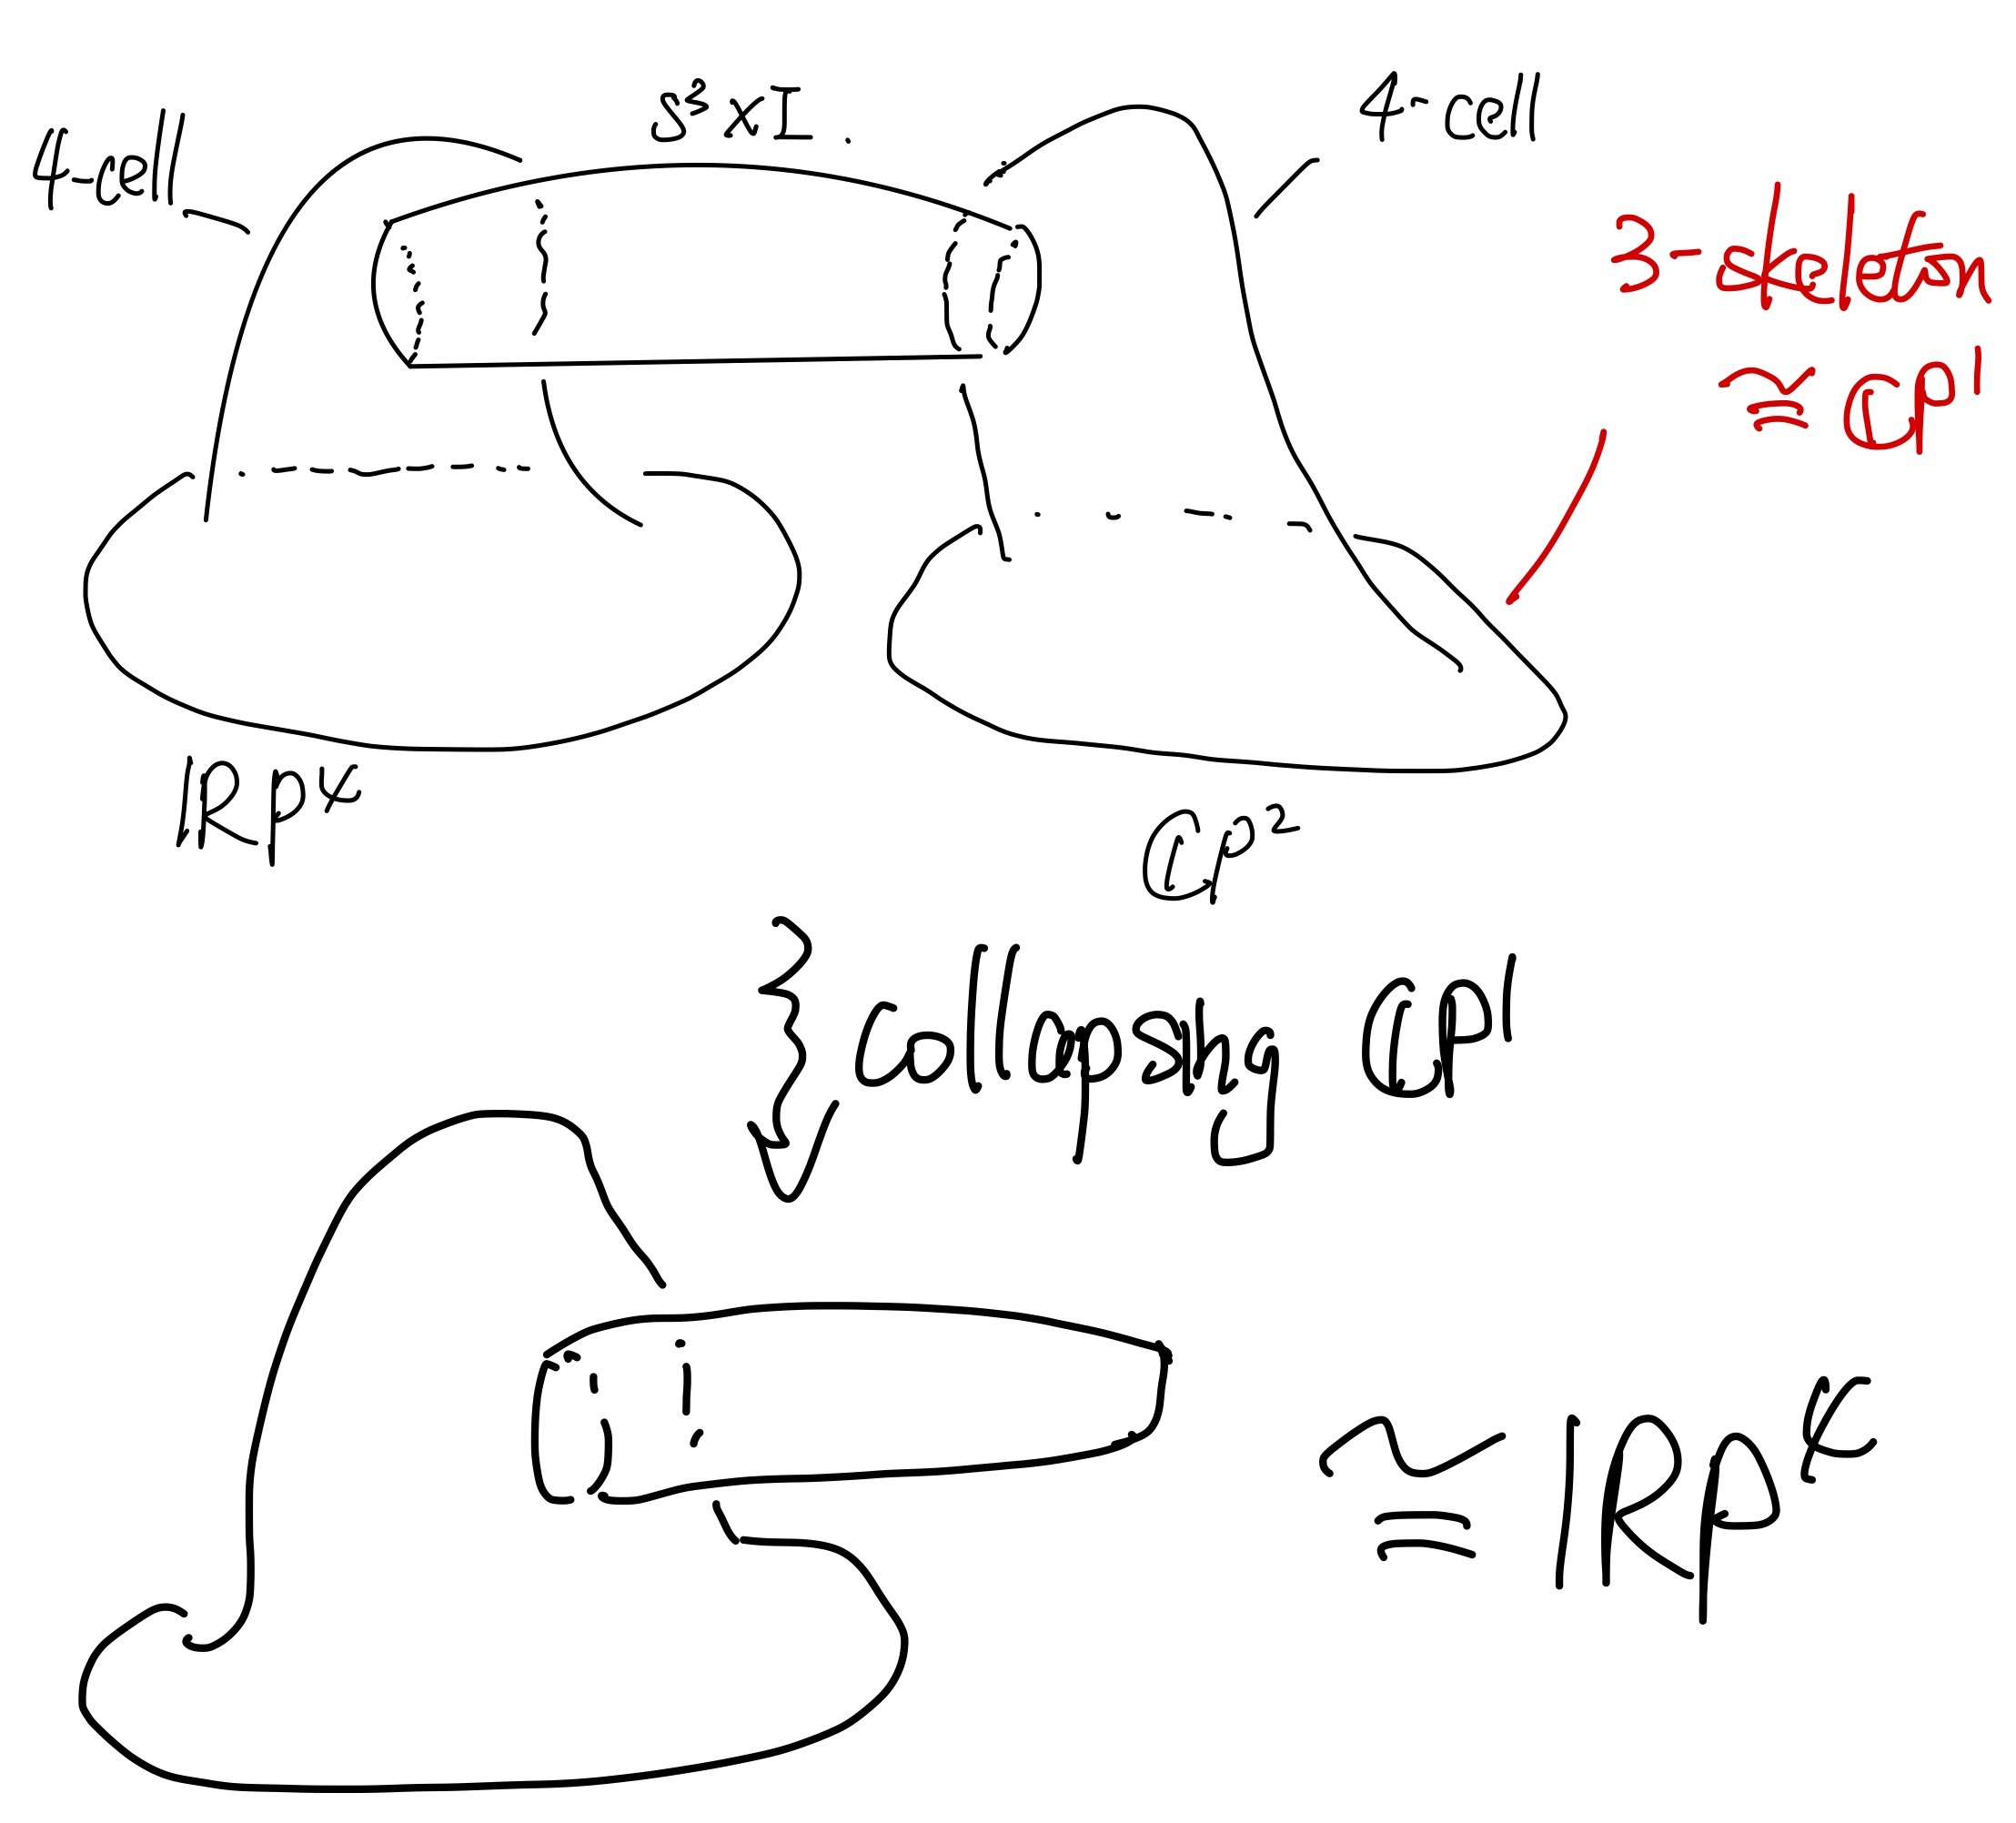 4-cell
S³ x I.
4-cell
3-skeleton
≅ ℂP¹
ℝP⁴
ℂP²
collapsing ℂP¹
≅ ℝP⁴